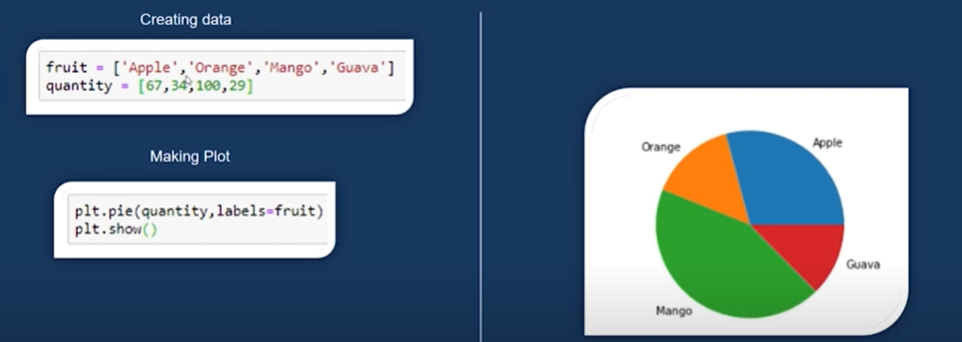 Creating data
fruit = ['Apple','Orange','Mango','Guava']
quantity = [67,34,100,29]
Making Plot
plt.pie(quantity,labels=fruit)
plt.show()
Orange
Apple
Guava
Mango